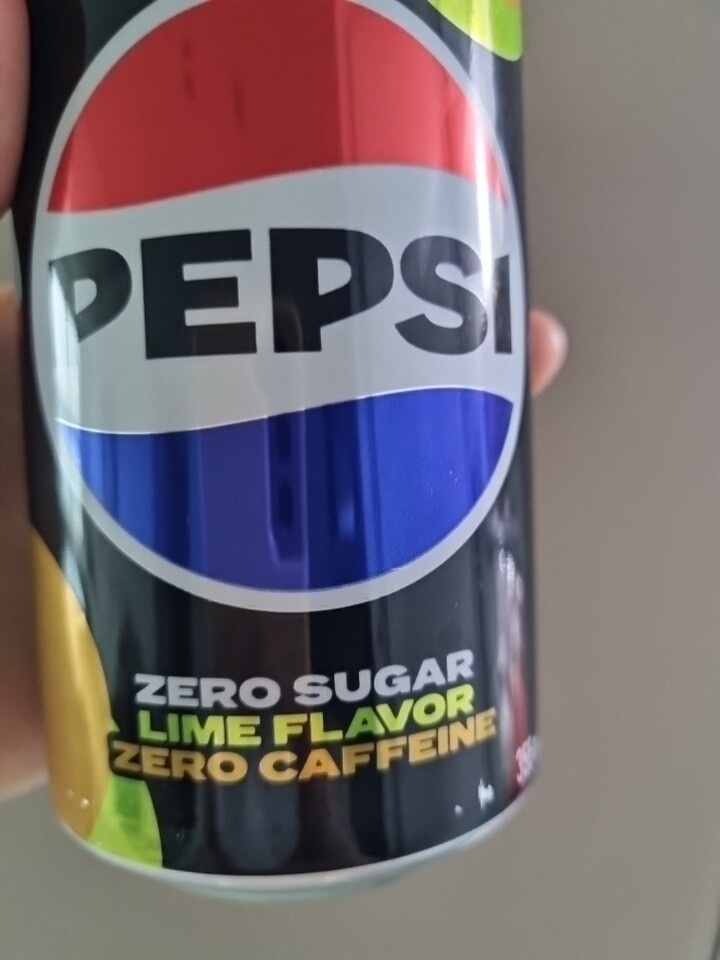 PEPSI
ZERO SUGAR
LIME FLAVOR
ZERO CAFFEINE